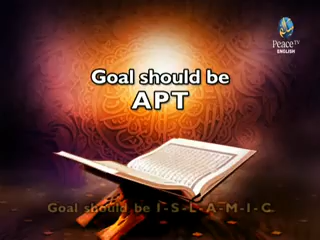 Peace TV
ENGLISH
Goal should be
APT
Goal should be I-S-L-A-M-I-C